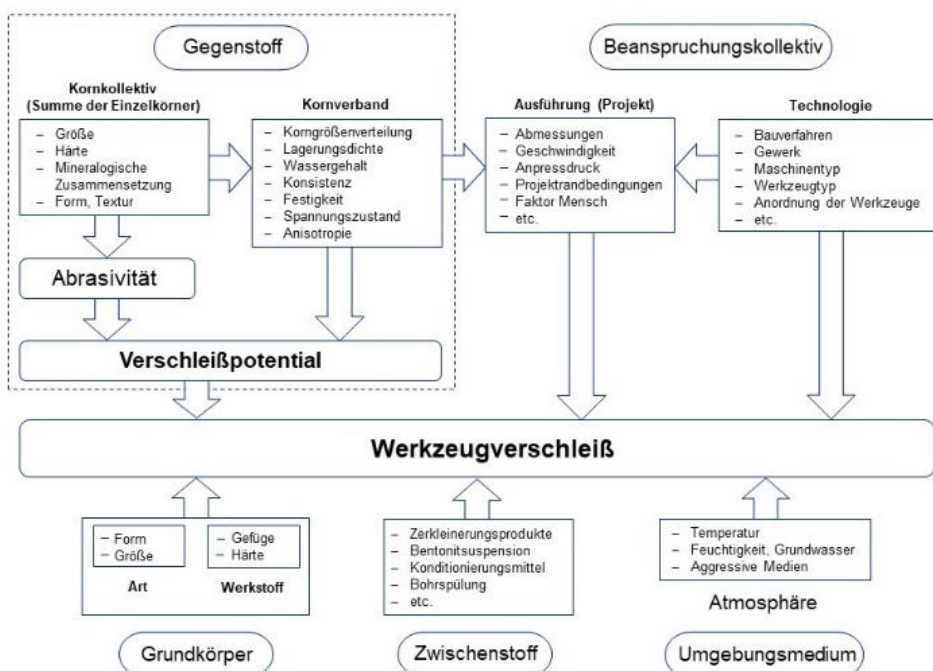 Gegenstoff
Beanspruchungskollektiv
Kornkollektiv
(Summe der Einzelkörner)
– Größe
– Härte
– Mineralogische
Zusammensetzung
– Form, Textur
Kornverband
– Korngrößenverteilung
– Lagerungsdichte
– Wassergehalt
– Konsistenz
– Festigkeit
– Spannungszustand
– Anisotropie
Ausführung (Projekt)
– Abmessungen
– Geschwindigkeit
– Anpressdruck
– Projektrandbedingungen
– Faktor Mensch
– etc.
Technologie
– Bauverfahren
– Gewerk
– Maschinentyp
– Werkzeugtyp
– Anordnung der Werkzeuge
– etc.
Abrasivität
Verschleißpotential
Werkzeugverschleiß
– Form
– Größe
Art
– Gefüge
– Härte
Werkstoff
Grundkörper
– Zerkleinerungsprodukte
– Bentonitsuspension
– Konditionierungsmittel
– Bohrspülung
– etc.
Zwischenstoff
– Temperatur
– Feuchtigkeit, Grundwasser
– Aggressive Medien
Atmosphäre
Umgebungsmedium